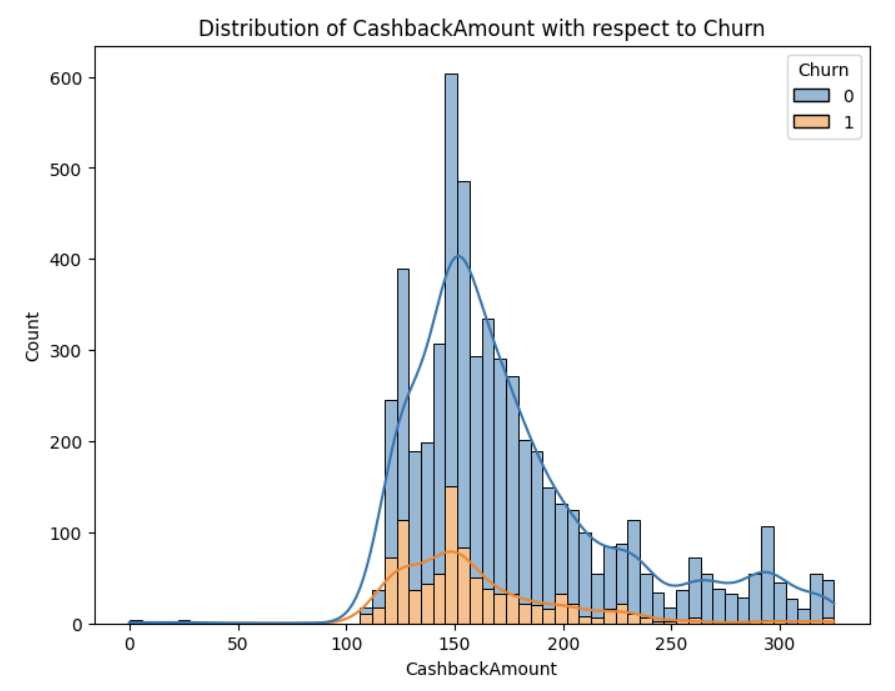 Distribution of CashbackAmount with respect to Churn
Churn
0
1
600
500
400
300
200
100
0
Count
0 50 100 150 200 250 300
CashbackAmount